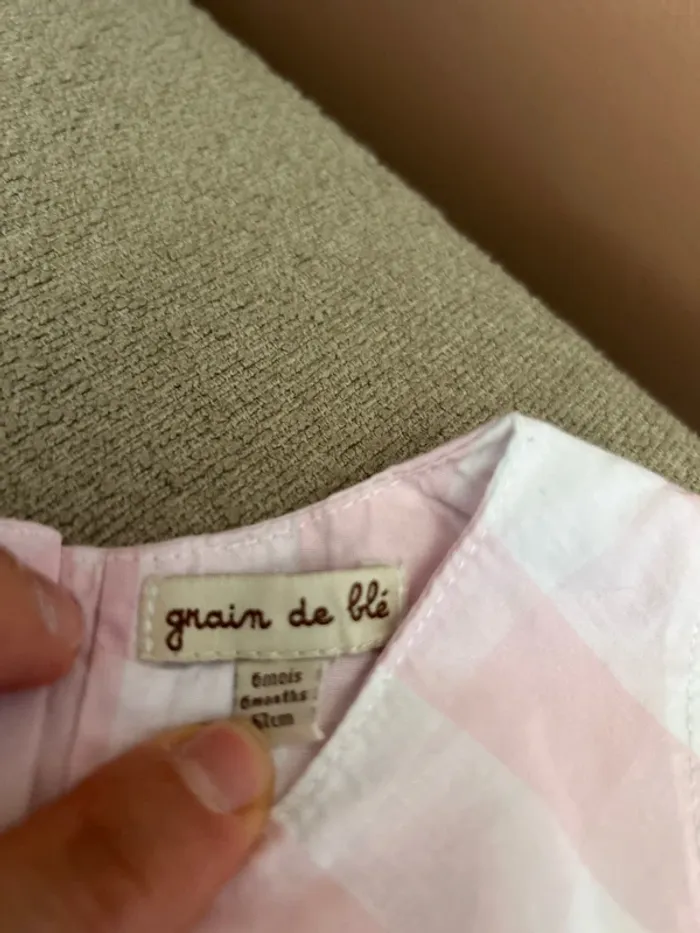 grain de blé
6mois
6months